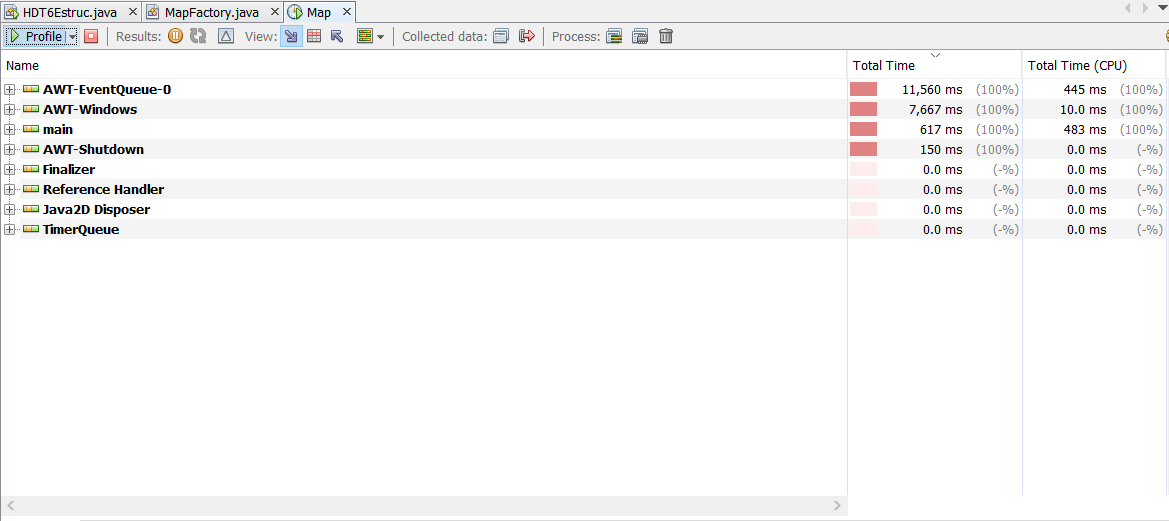 HDT6Estruc.java MapFactory.java Map
Profile Results: View: Collected data: Process:
Name Total Time Total Time (CPU)
AWT-EventQueue-0 11,560 ms (100%) 445 ms (100%)
AWT-Windows 7,667 ms (100%) 10.0 ms (100%)
main 617 ms (100%) 483 ms (100%)
AWT-Shutdown 150 ms (100%) 0.0 ms (-%)
Finalizer 0.0 ms (-%) 0.0 ms (-%)
Reference Handler 0.0 ms (-%) 0.0 ms (-%)
Java2D Disposer 0.0 ms (-%) 0.0 ms (-%)
TimerQueue 0.0 ms (-%) 0.0 ms (-%)